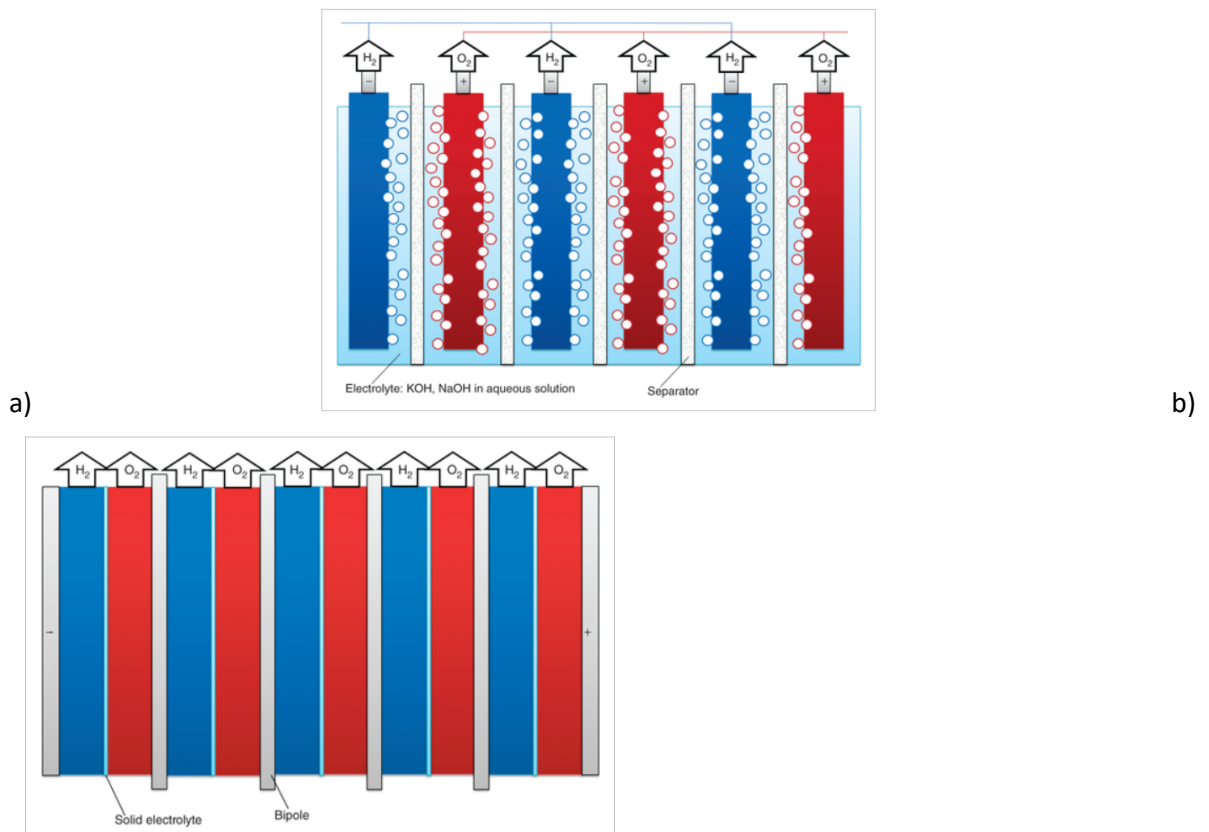 H2 O2 H2 O2 H2 O2
− + − + − +
Electrolyte: KOH, NaOH in aqueous solution Separator
a) b)
H2 O2 H2 O2 H2 O2 H2 O2 H2 O2
− +
Solid electrolyte Bipole